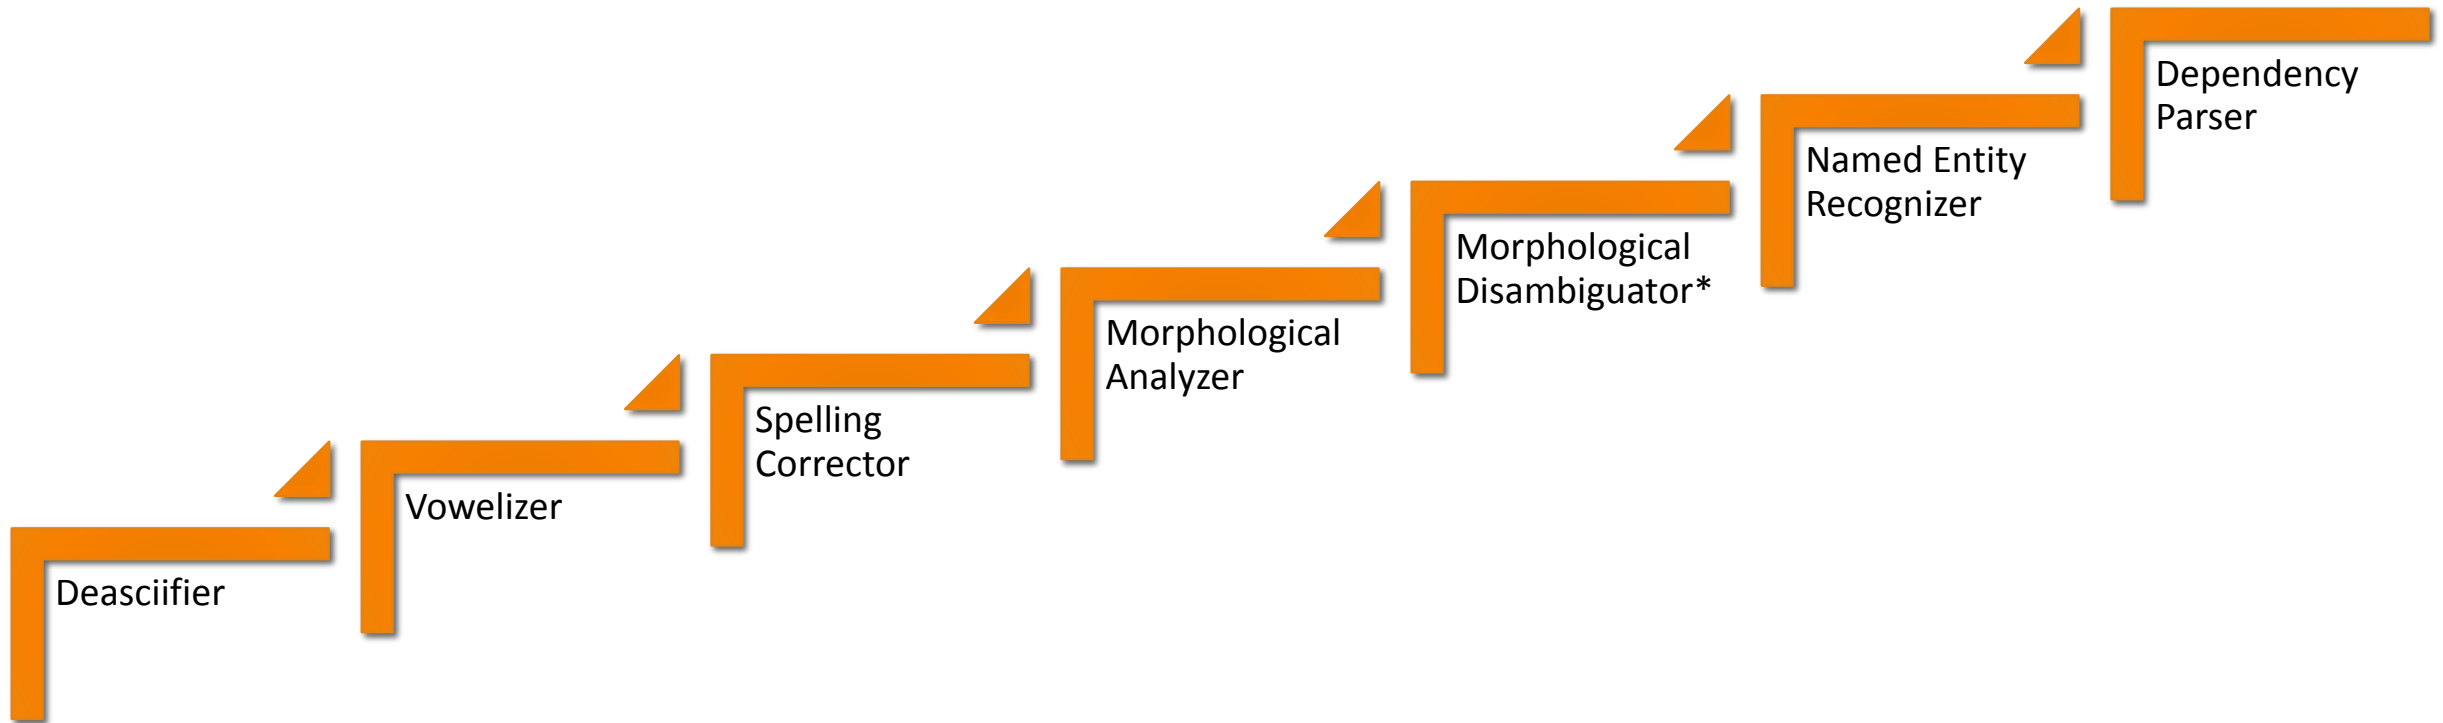 Deasciifier
Vowelizer
Spelling
Corrector
Morphological
Analyzer
Morphological
Disambiguator*
Named Entity
Recognizer
Dependency
Parser